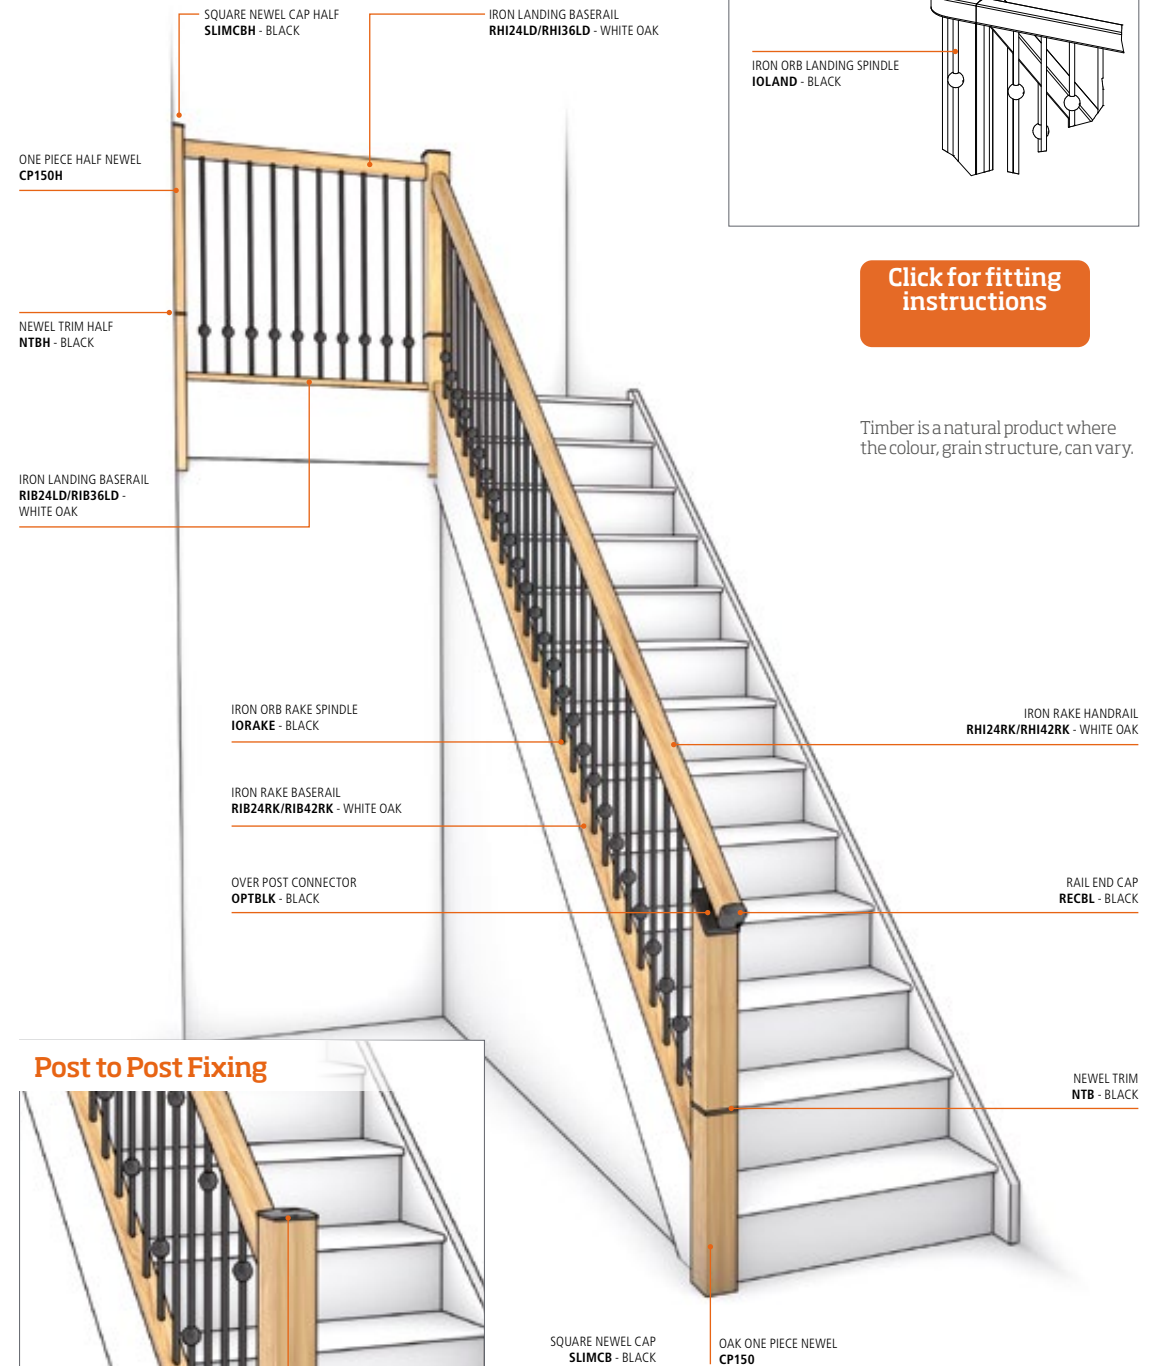 SQUARE NEWEL CAP HALF
SLIMCBH - BLACK
IRON LANDING BASERAIL
RHI24LD/RHI36LD - WHITE OAK
IRON ORB LANDING SPINDLE
IOLAND - BLACK
ONE PIECE HALF NEWEL
CP150H
Click for fitting
instructions
NEWEL TRIM HALF
NTBH - BLACK
Timber is a natural product where
the colour, grain structure, can vary.
IRON LANDING BASERAIL
RIB24LD/RIB36LD -
WHITE OAK
IRON ORB RAKE SPINDLE
IORAKE - BLACK
IRON RAKE HANDRAIL
RHI24RK/RHI42RK - WHITE OAK
IRON RAKE BASERAIL
RIB24RK/RIB42RK - WHITE OAK
OVER POST CONNECTOR
OPTBLK - BLACK
RAIL END CAP
RECBL - BLACK
Post to Post Fixing
NEWEL TRIM
NTB - BLACK
SQUARE NEWEL CAP
SLIMCB - BLACK
OAK ONE PIECE NEWEL
CP150